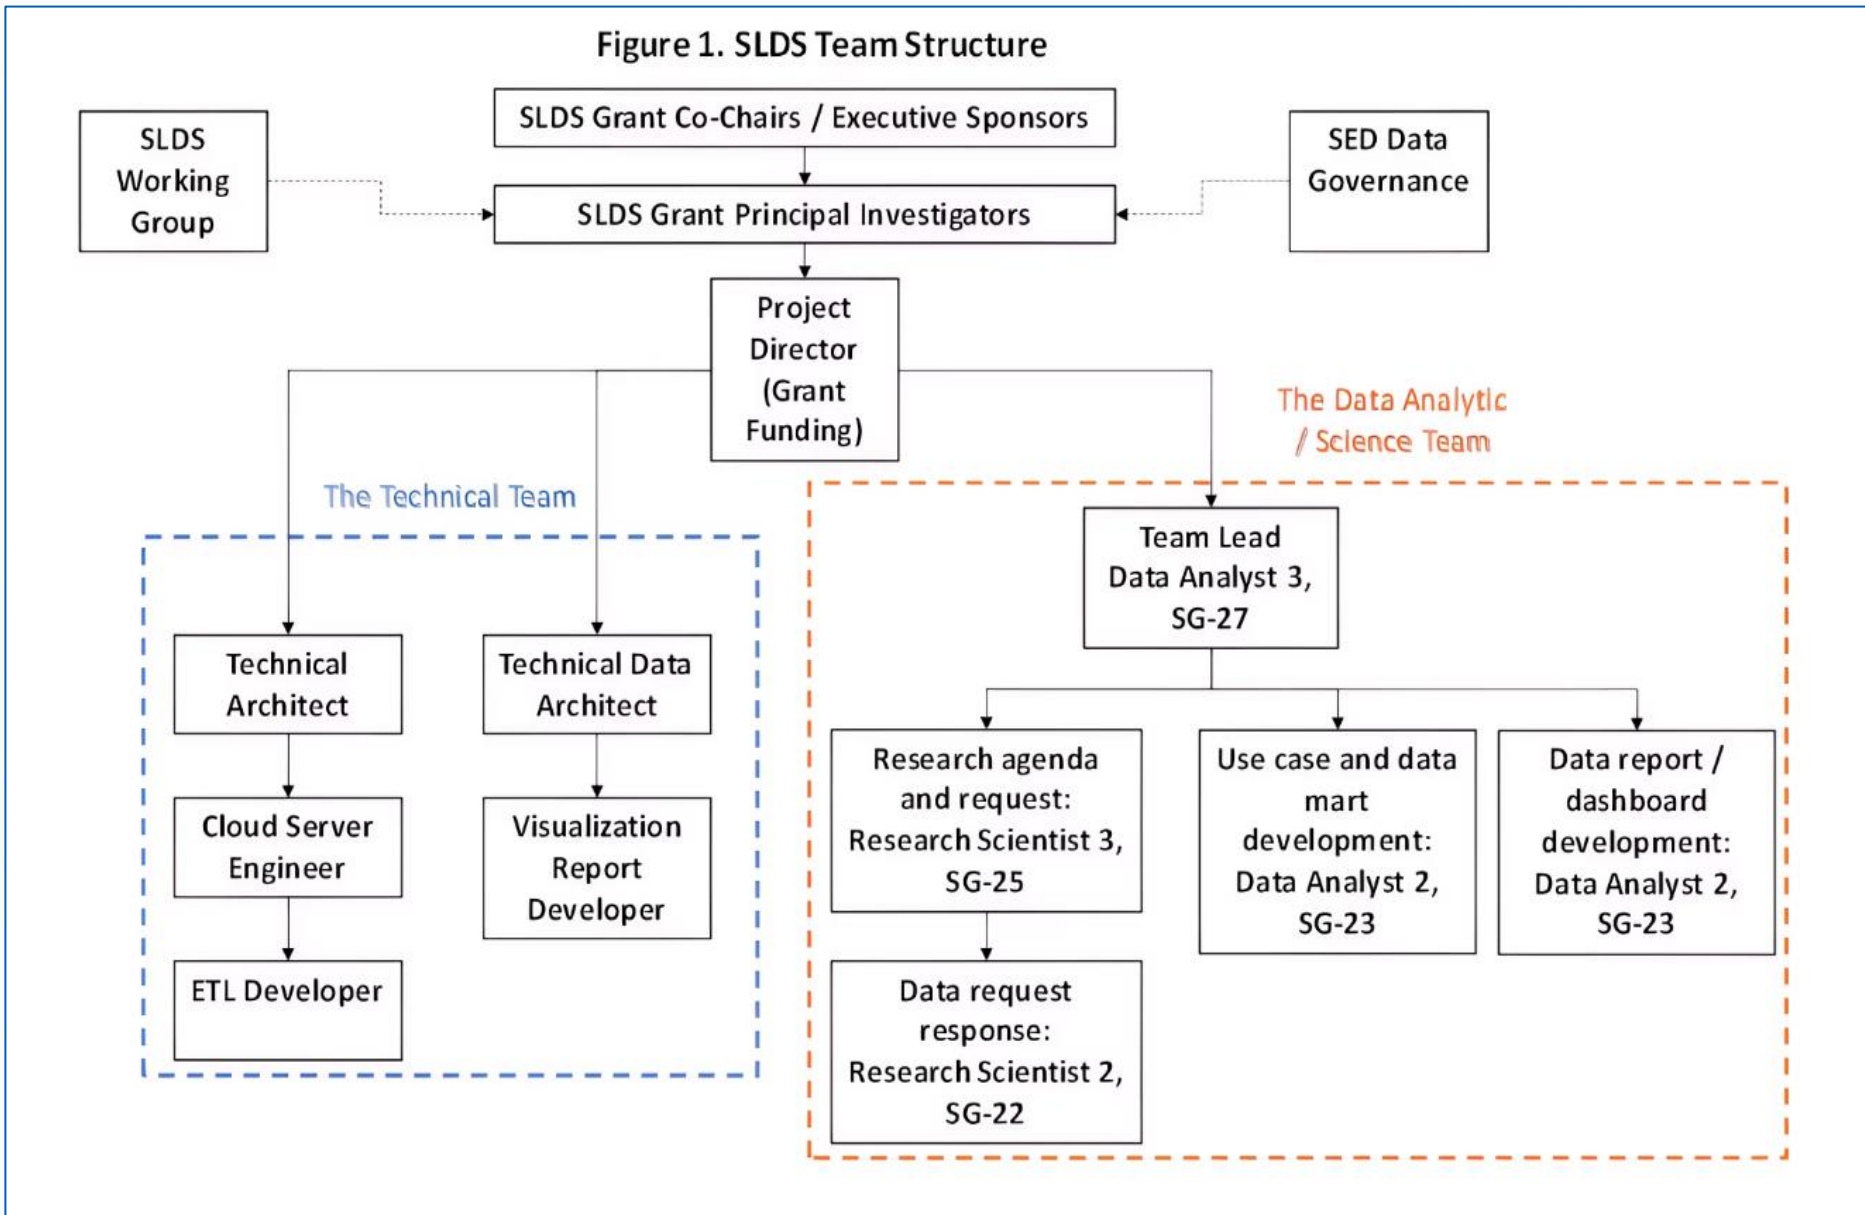 Figure 1. SLDS Team Structure
SLDS Grant Co-Chairs / Executive Sponsors
SLDS
Working
Group
SED Data
Governance
SLDS Grant Principal Investigators
Project
Director
(Grant
Funding)
The Technical Team
The Data Analytic
/ Science Team
Technical
Architect
Technical Data
Architect
Cloud Server
Engineer
Visualization
Report
Developer
ETL Developer
Team Lead
Data Analyst 3,
SG-27
Research agenda
and request:
Research Scientist 3,
SG-25
Use case and data
mart
development:
Data Analyst 2,
SG-23
Data report /
dashboard
development:
Data Analyst 2,
SG-23
Data request
response:
Research Scientist 2,
SG-22